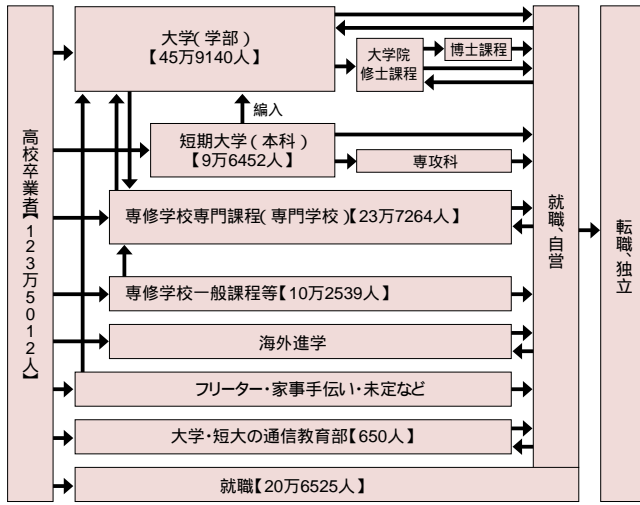 高校卒業者【123万5012人】
大学(学部)
【45万9140人】
大学院
修士課程
博士課程
編入
短期大学(本科)
【9万6452人】
専攻科
専修学校専門課程(専門学校)【23万7264人】
専修学校一般課程等【10万2539人】
海外進学
フリーター・家事手伝い・未定など
大学・短大の通信教育部【650人】
就職【20万6525人】
就職、自営
転職、独立